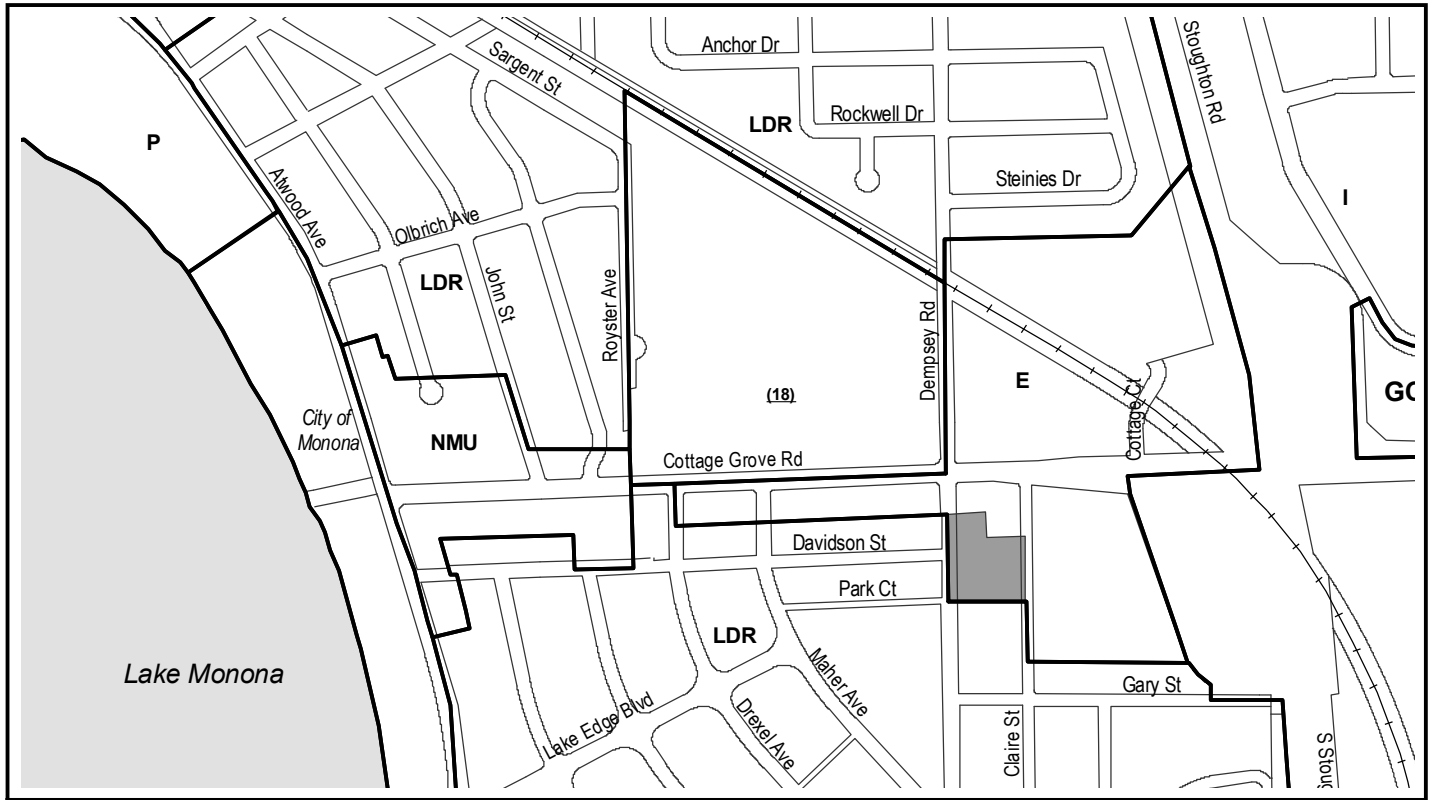 Anchor Dr
Sargent St
Stoughton Rd
Rockwell Dr
LDR
P
Steinies Dr
I
Atwood Ave
Olbrich Ave
LDR
John St
Royster Ave
Dempsey Rd
E
(18)
GC
Cottage Ct
City of
Monona
NMU
Cottage Grove Rd
Davidson St
Park Ct
LDR
Lake Monona
Maher Ave
Gary St
Lake Edge Blvd
Drexel Ave
Claire St
S Stoug